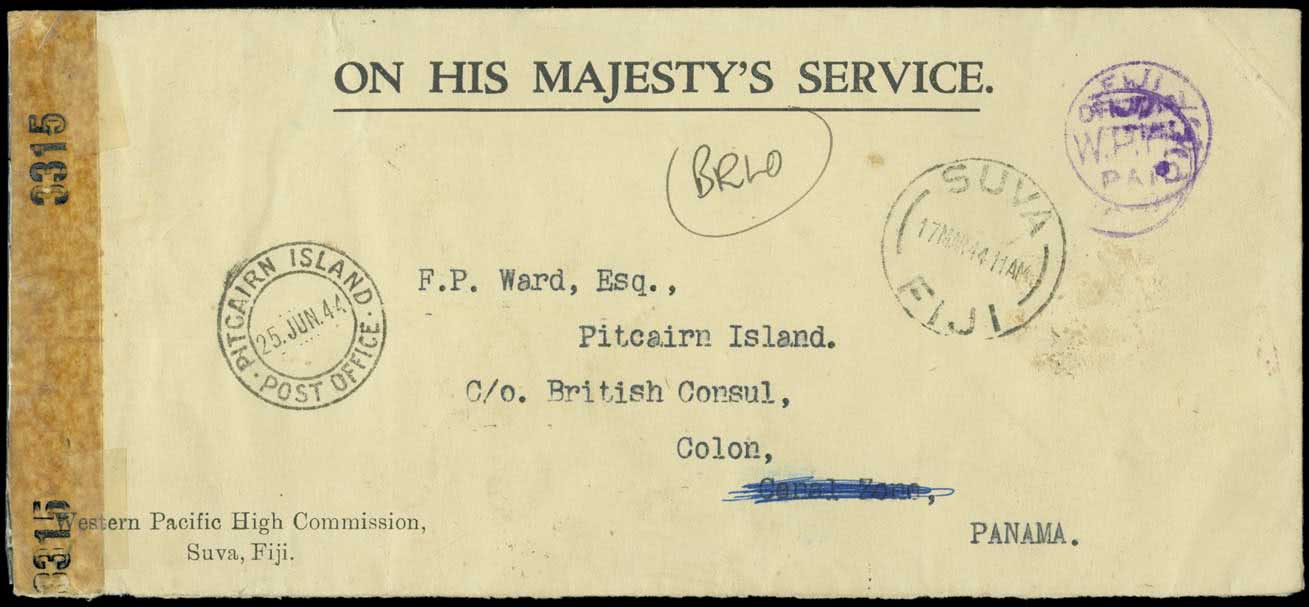 ON HIS MAJESTY'S SERVICE.
3315
BRLO
W.P.H.C.
PAID
SUVA
17 MAR 44 11 AM
FIJI
PITCAIRN ISLAND
25.JUN.44
· POST OFFICE ·
F.P. Ward, Esq.,
Pitcairn Island.
C/o. British Consul,
Colon,
Canal Zone,
PANAMA.
3315
Western Pacific High Commission,
Suva, Fiji.